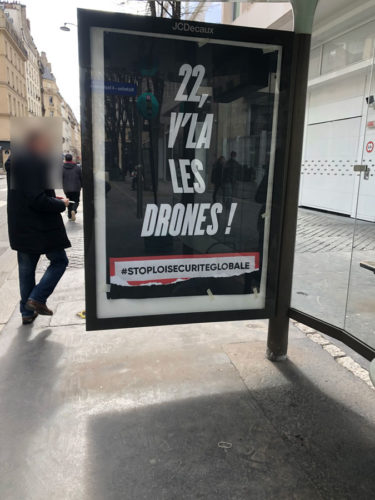 JCDecaux
22,
V'LÀ
LES
DRONES !
#STOPLOISECURITEGLOBALE